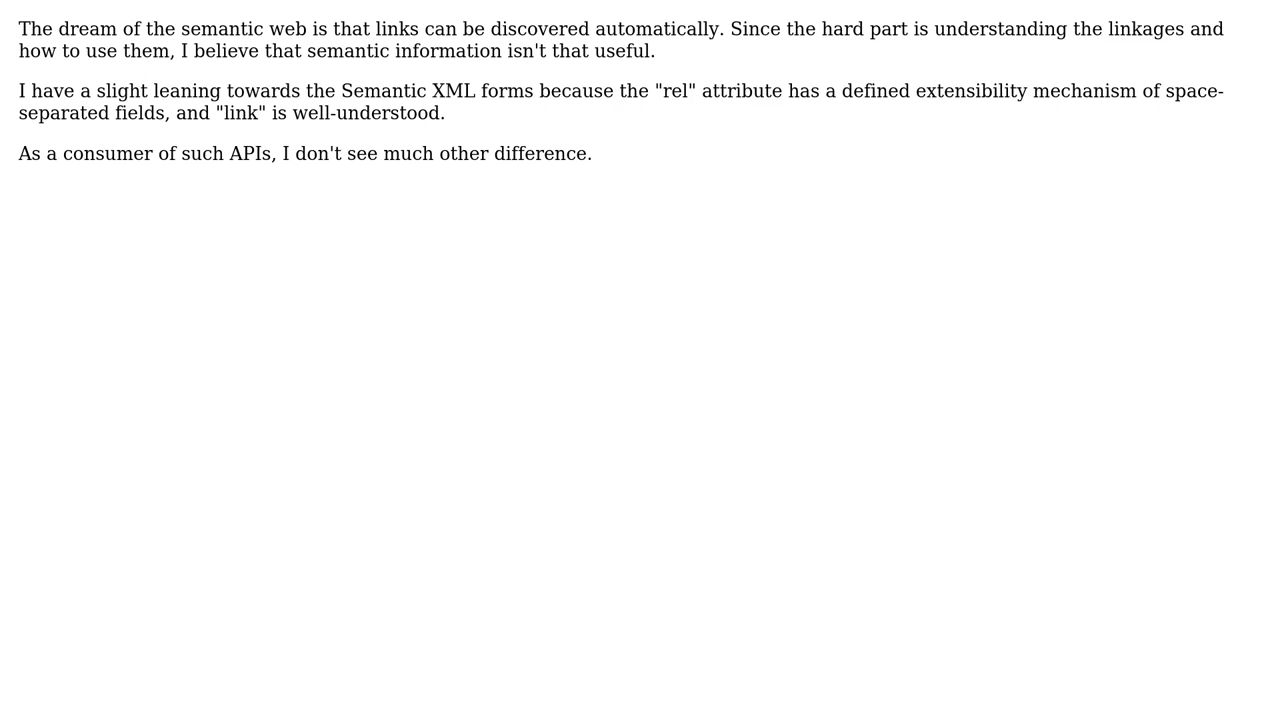 The dream of the semantic web is that links can be discovered automatically. Since the hard part is understanding the linkages and
how to use them, I believe that semantic information isn't that useful.
I have a slight leaning towards the Semantic XML forms because the "rel" attribute has a defined extensibility mechanism of space-
separated fields, and "link" is well-understood.
As a consumer of such APIs, I don't see much other difference.